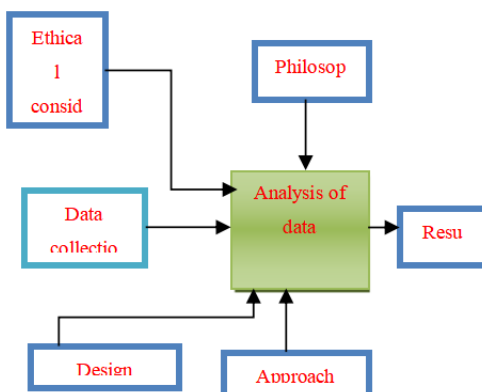 Ethica
l
consid
Philosop
Analysis of
data
Data
collectio
Resu
Design
Approach